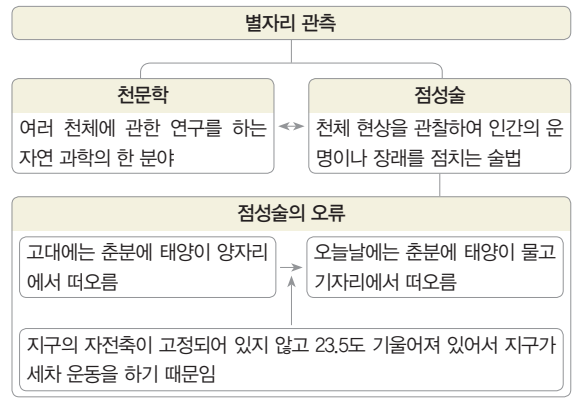 별자리 관측
천문학
여러 천체에 관한 연구를 하는
자연 과학의 한 분야
점성술
천체 현상을 관찰하여 인간의 운
명이나 장래를 점치는 술법
점성술의 오류
고대에는 춘분에 태양이 양자리
에서 떠오름
오늘날에는 춘분에 태양이 물고
기자리에서 떠오름
지구의 자전축이 고정되어 있지 않고 23.5도 기울어져 있어서 지구가
세차 운동을 하기 때문임